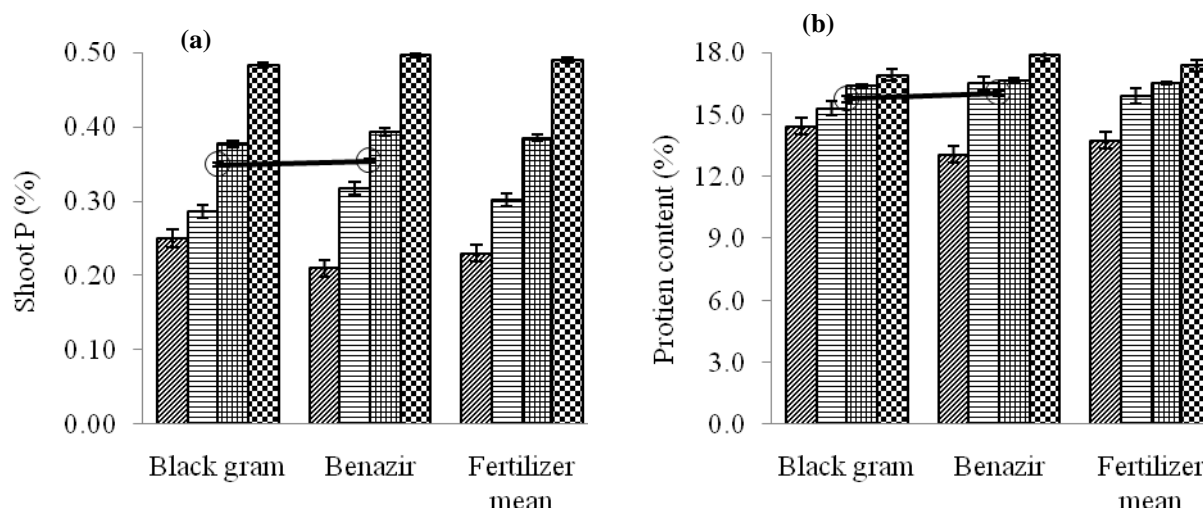 (a)
Shoot P (%)
0.50
0.40
0.30
0.20
0.10
0.00
Black gram
Benazir
Fertilizer
mean
(b)
Protien content (%)
18.0
15.0
12.0
9.0
6.0
3.0
0.0
Black gram
Benazir
Fertilizer
mean